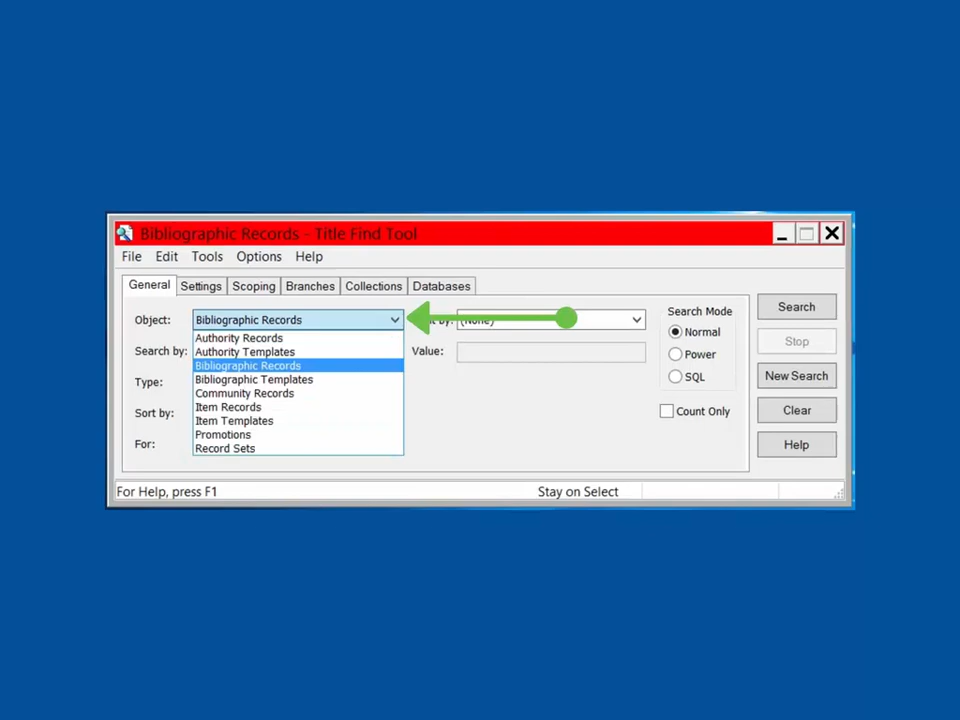 Bibliographic Records - Title Find Tool
File Edit Tools Options Help
General Settings Scoping Branches Collections Databases
Object: Bibliographic Records by: (None)
Authority Records
Authority Templates
Bibliographic Records
Bibliographic Templates
Community Records
Item Records
Item Templates
Promotions
Record Sets
Search by:
Type:
Sort by:
For:
Value:
Search Mode
Normal
Power
SQL
Count Only
Search
Stop
New Search
Clear
Help
For Help, press F1 Stay on Select